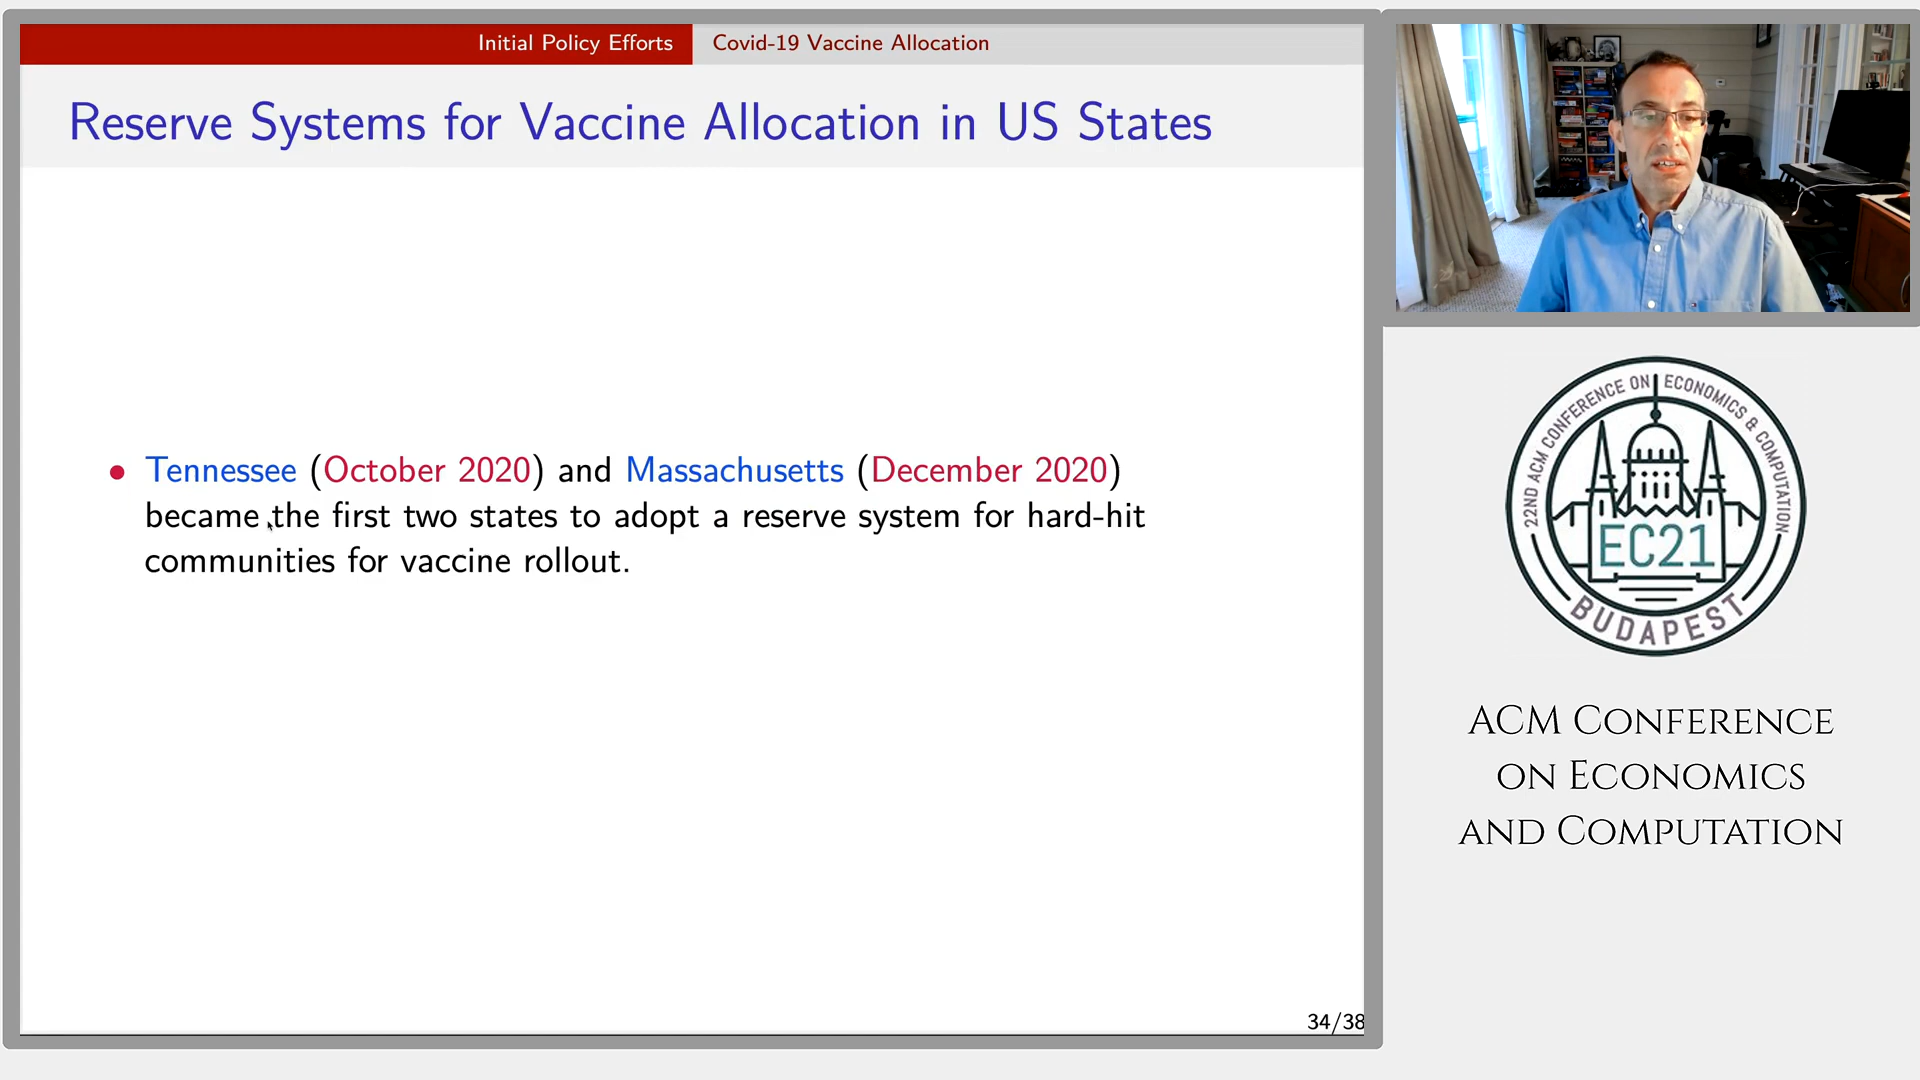 Initial Policy Efforts
Covid-19 Vaccine Allocation
Reserve Systems for Vaccine Allocation in US States
• Tennessee (October 2020) and Massachusetts (December 2020)
became the first two states to adopt a reserve system for hard-hit
communities for vaccine rollout.
34/38
22ND ACM CONFERENCE ON ECONOMICS & COMPUTATION
EC21
BUDAPEST
ACM Conference
on Economics
and Computation